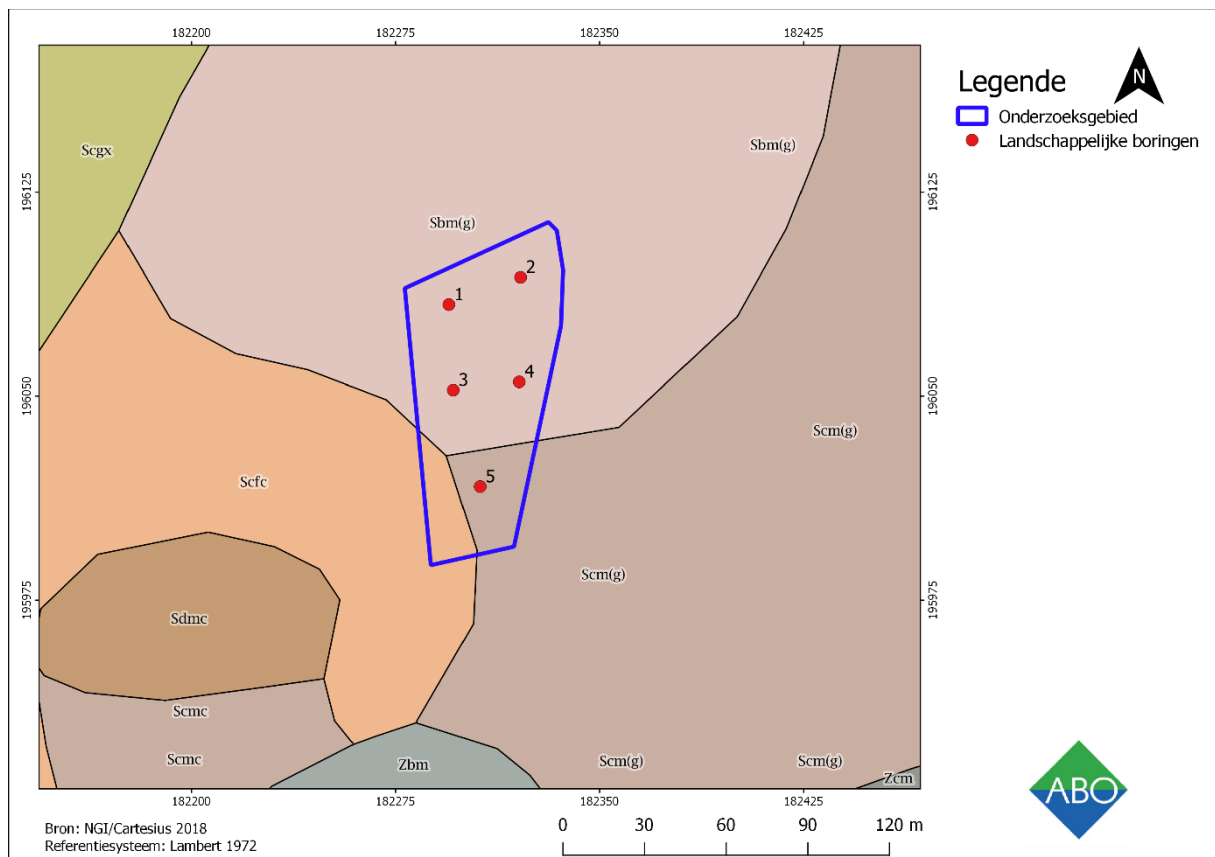 182200 182275 182350 182425
Legende
N
Onderzoeksgebied
Landschappelijke boringen
Scgx
Sbm(g)
196125 196125
Sbm(g)
2
1
3
4
196050 196050
Scm(g)
5
Scfc
Scm(g)
195975 195975
Sdmc
Scmc
Scmc
Zbm
Scm(g)
Scm(g)
Zcm
182200 182275 182350 182425
ABO
Bron: NGI/Cartesius 2018
Referentiesysteem: Lambert 1972
0 30 60 90 120 m